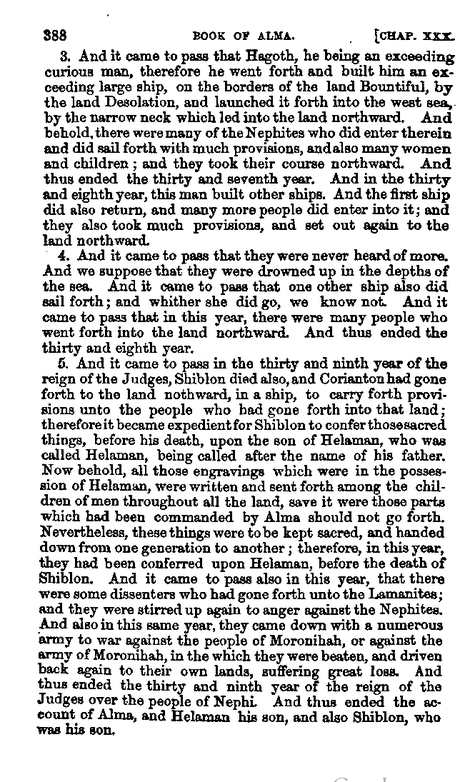 388 BOOK OF ALMA. [CHAP. XXX.
3. And it came to pass that Hagoth, he being an exceeding
curious man, therefore he went forth and built him an ex-
ceeding large ship, on the borders of the land Bountiful, by
the land Desolation, and launched it forth into the west sea,
by the narrow neck which led into the land northward. And
behold, there were many of the Nephites who did enter therein
and did sail forth with much provisions, and also many women
and children; and they took their course northward. And
thus ended the thirty and seventh year. And in the thirty
and eighth year, this man built other ships. And the first ship
did also return, and many more people did enter into it; and
they also took much provisions, and set out again to the
land northward.
4. And it came to pass that they were never heard of more.
And we suppose that they were drowned up in the depths of
the sea. And it came to pass that one other ship also did
sail forth; and whither she did go, we know not. And it
came to pass that in this year, there were many people who
went forth into the land northward. And thus ended the
thirty and eighth year.
5. And it came to pass in the thirty and ninth year of the
reign of the Judges, Shiblon died also, and Corianton had gone
forth to the land nothward, in a ship, to carry forth provi-
sions unto the people who had gone forth into that land;
therefore it became expedient for Shiblon to confer those sacred
things, before his death, upon the son of Helaman, who was
called Helaman, being called after the name of his father.
Now behold, all those engravings which were in the posses-
sion of Helaman, were written and sent forth among the chil-
dren of men throughout all the land, save it were those parts
which had been commanded by Alma should not go forth.
Nevertheless, these things were to be kept sacred, and handed
down from one generation to another; therefore, in this year,
they had been conferred upon Helaman, before the death of
Shiblon. And it came to pass also in this year, that there
were some dissenters who had gone forth unto the Lamanites;
and they were stirred up again to anger against the Nephites.
And also in this same year, they came down with a numerous
army to war against the people of Moronihah, or against the
army of Moronihah, in the which they were beaten, and driven
back again to their own lands, suffering great loss. And
thus ended the thirty and ninth year of the reign of the
Judges over the people of Nephi. And thus ended the ac-
count of Alma, and Helaman his son, and also Shiblon, who
was his son.